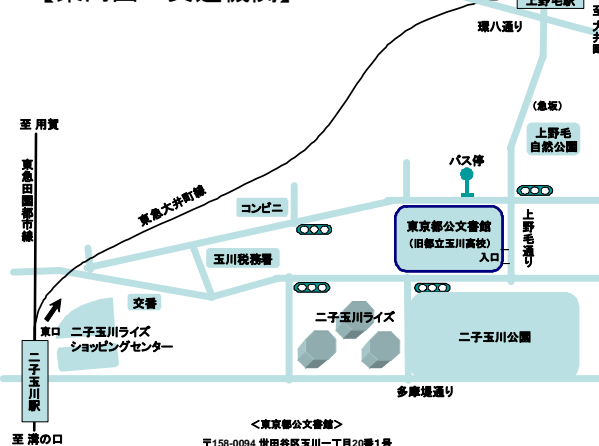 上野毛駅
環八通り
至 大井町
(急坂)
至 用賀
上野毛
自然公園
バス停
東急田園都市線
東急大井町線
コンビニ
東京都公文書館
(旧都立玉川高校)
入口
上野毛通り
玉川税務署
交番
東口
二子玉川ライズ
ショッピングセンター
二子玉川ライズ
二子玉川公園
二子玉川駅
多摩堤通り
至 溝の口
＜東京都公文書館＞
〒158-0094 世田谷区玉川一丁目20番1号